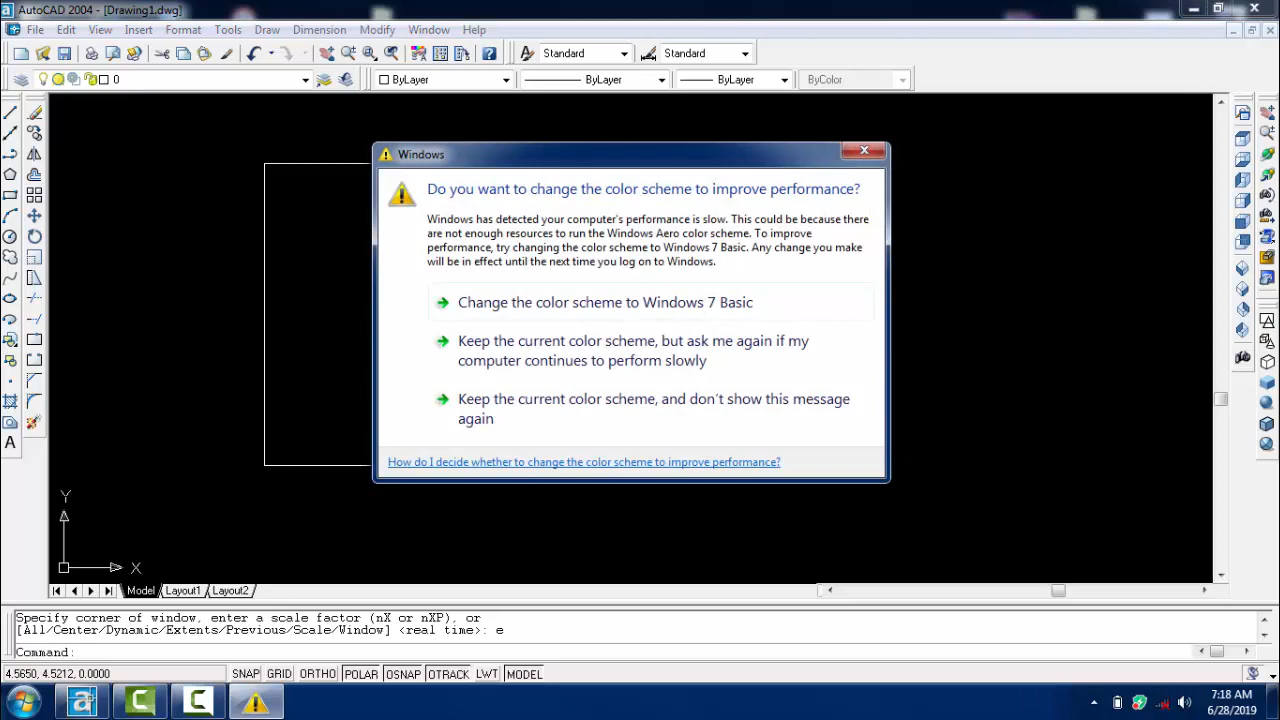 AutoCAD 2004 - [Drawing1.dwg]
File Edit View Insert Format Tools Draw Dimension Modify Window Help
Standard Standard
0 ByLayer ByLayer ByLayer ByColor
Windows
Do you want to change the color scheme to improve performance?
Windows has detected your computer's performance is slow. This could be because there
are not enough resources to run the Windows Aero color scheme. To improve
performance, try changing the color scheme to Windows 7 Basic. Any change you make
will be in effect until the next time you log on to Windows.
Change the color scheme to Windows 7 Basic
Keep the current color scheme, but ask me again if my
computer continues to perform slowly
Keep the current color scheme, and don't show this message
again
How do I decide whether to change the color scheme to improve performance?
A
Y
X
Model Layout1 Layout2
Specify corner of window, enter a scale factor (nX or nXP), or
[All/Center/Dynamic/Extents/Previous/Scale/Window] <real time>: e
Command:
4.5650, 4.5212, 0.0000 SNAP GRID ORTHO POLAR OSNAP OTRACK LWT MODEL
7:18 AM
6/28/2019